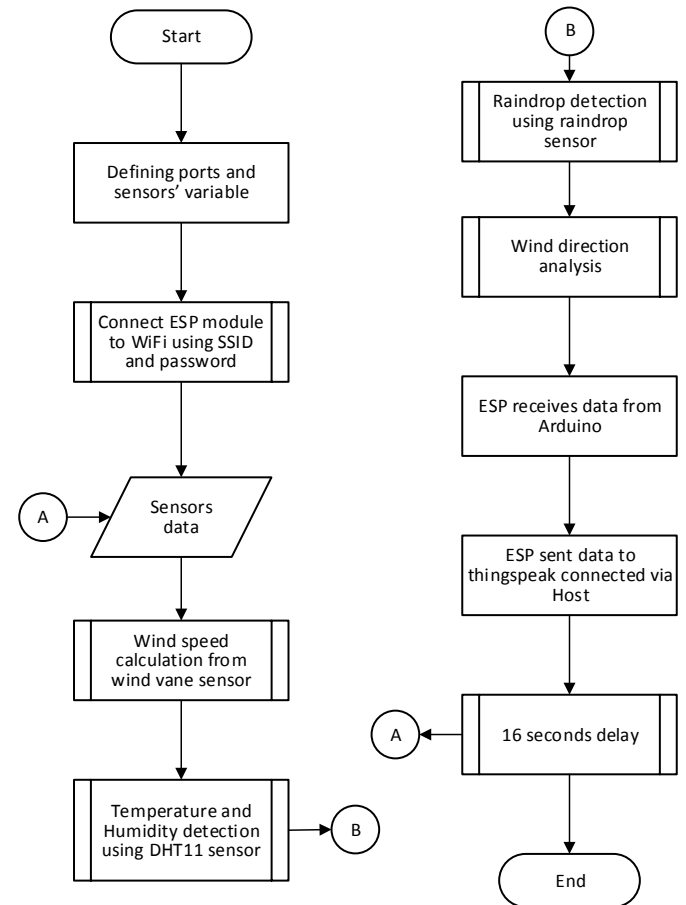 Start
Defining ports and
sensors’ variable
Connect ESP module
to WiFi using SSID
and password
A
Sensors
data
Wind speed
calculation from
wind vane sensor
Temperature and
Humidity detection
using DHT11 sensor
B
B
Raindrop detection
using raindrop
sensor
Wind direction
analysis
ESP receives data from
Arduino
ESP sent data to
thingspeak connected via
Host
A
16 seconds delay
End